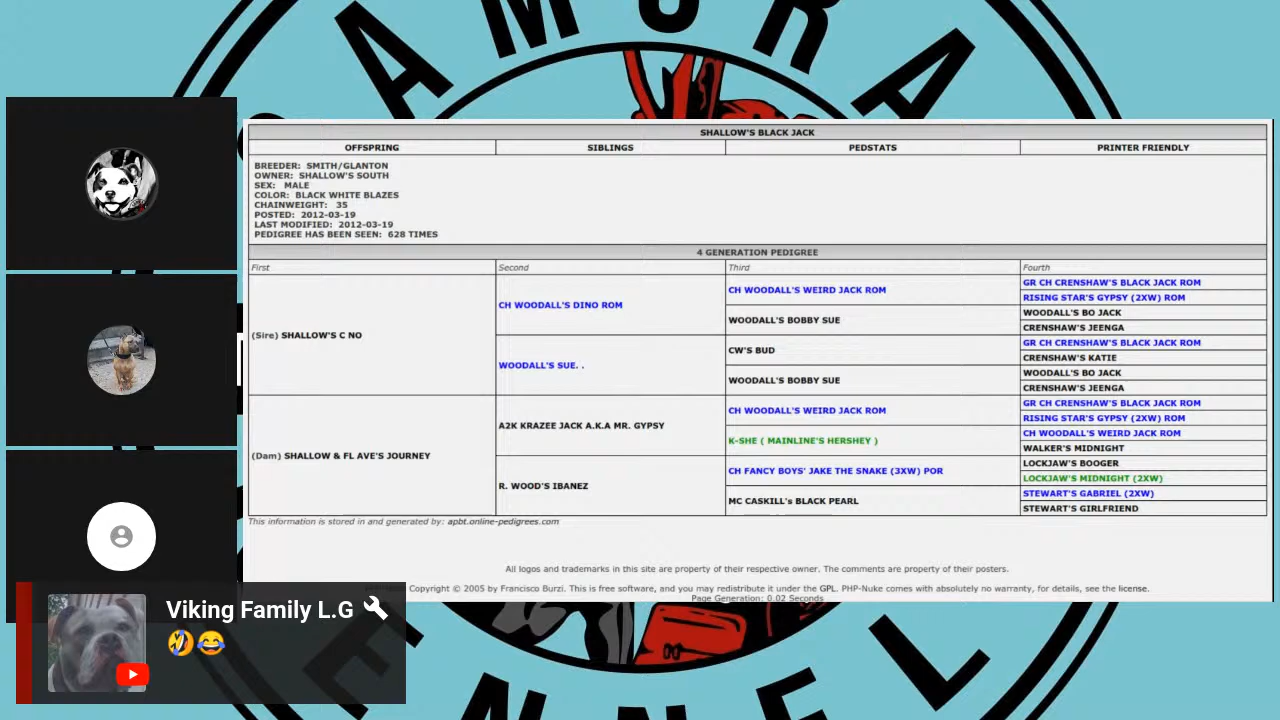 SAMURAI
SHALLOW'S BLACK JACK
OFFSPRING SIBLINGS PEDSTATS PRINTER FRIENDLY
BREEDER: SMITH/GLANTON
OWNER: SHALLOW'S SOUTH
SEX: MALE
COLOR: BLACK WHITE BLAZES
CHAINWEIGHT: 35
POSTED: 2012-03-19
LAST MODIFIED: 2012-03-19
PEDIGREE HAS BEEN SEEN: 628 TIMES
4 GENERATION PEDIGREE
First Second Third Fourth
(Sire) SHALLOW'S C NO
CH WOODALL'S DINO ROM
CH WOODALL'S WEIRD JACK ROM
GR CH CRENSHAW'S BLACK JACK ROM
RISING STAR'S GYPSY (2XW) ROM
WOODALL'S BOBBY SUE
WOODALL'S BO JACK
CRENSHAW'S JEENGA
WOODALL'S SUE. .
CW'S BUD
GR CH CRENSHAW'S BLACK JACK ROM
CRENSHAW'S KATIE
WOODALL'S BOBBY SUE
WOODALL'S BO JACK
CRENSHAW'S JEENGA
(Dam) SHALLOW & FL AVE'S JOURNEY
A2K KRAZEE JACK A.K.A MR. GYPSY
CH WOODALL'S WEIRD JACK ROM
GR CH CRENSHAW'S BLACK JACK ROM
RISING STAR'S GYPSY (2XW) ROM
K-SHE ( MAINLINE'S HERSHEY )
CH WOODALL'S WEIRD JACK ROM
WALKER'S MIDNIGHT
R. WOOD'S IBANEZ
CH FANCY BOYS' JAKE THE SNAKE (3XW) POR
LOCKJAW'S BOOGER
LOCKJAW'S MIDNIGHT (2XW)
MC CASKILL's BLACK PEARL
STEWART'S GABRIEL (2XW)
STEWART'S GIRLFRIEND
This information is stored in and generated by: apbt.online-pedigrees.com
All logos and trademarks in this site are property of their respective owner. The comments are property of their posters.
Copyright © 2005 by Francisco Burzi. This is free software, and you may redistribute it under the GPL. PHP-Nuke comes with absolutely no warranty, for details, see the license.
Page Generation: 0.02 Seconds
Viking Family L.G
🤣😂